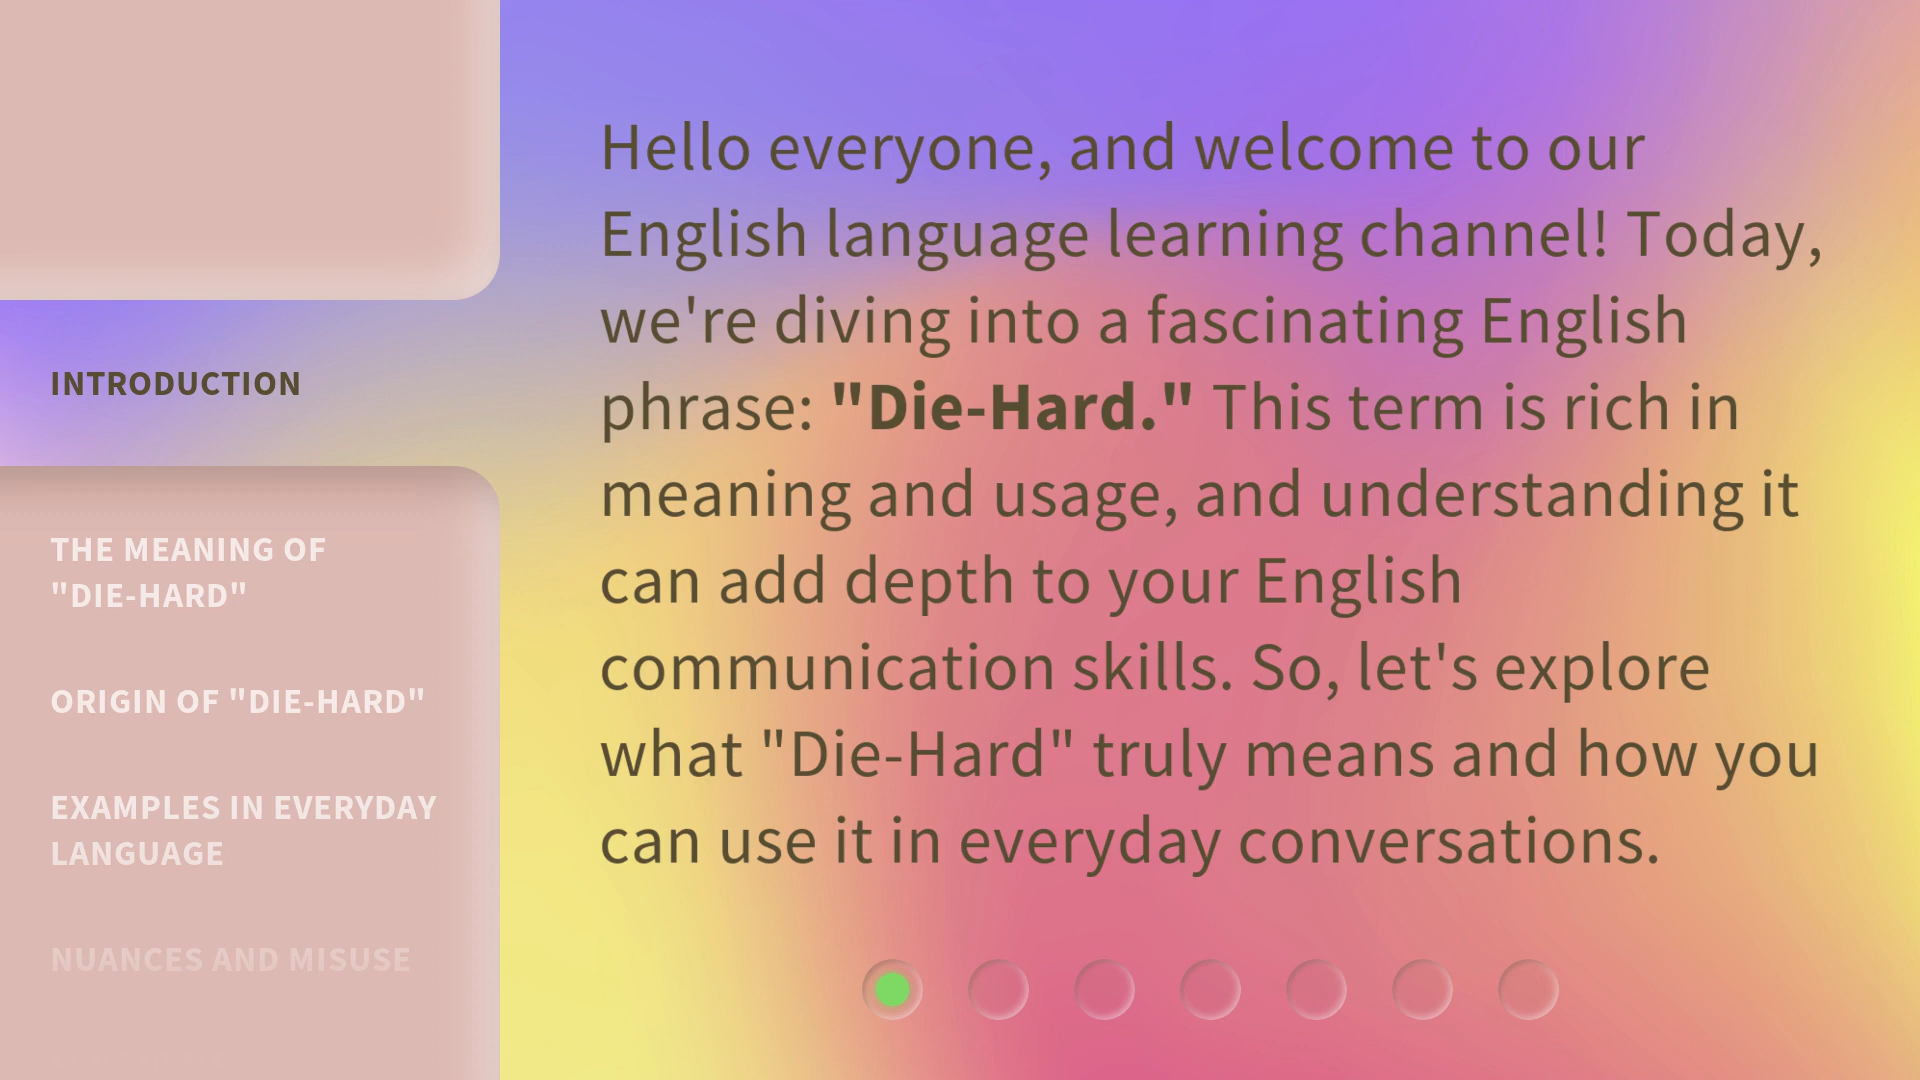 INTRODUCTION
THE MEANING OF
"DIE-HARD"
ORIGIN OF "DIE-HARD"
EXAMPLES IN EVERYDAY
LANGUAGE
NUANCES AND MISUSE
Hello everyone, and welcome to our
English language learning channel! Today,
we're diving into a fascinating English
phrase: "Die-Hard." This term is rich in
meaning and usage, and understanding it
can add depth to your English
communication skills. So, let's explore
what "Die-Hard" truly means and how you
can use it in everyday conversations.